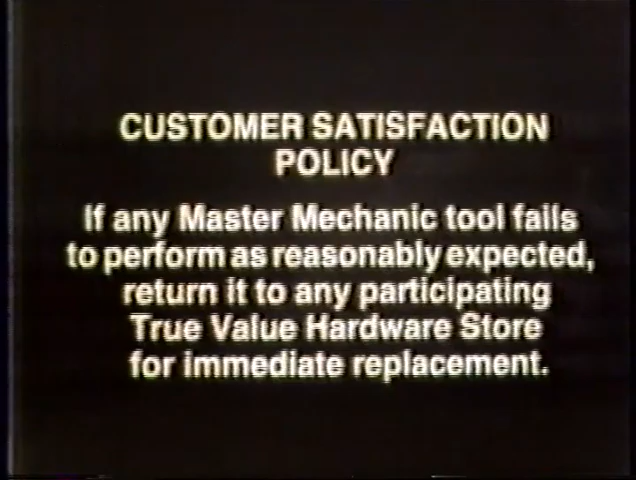 CUSTOMER SATISFACTION
POLICY
If any Master Mechanic tool fails
to perform as reasonably expected,
return it to any participating
True Value Hardware Store
for immediate replacement.